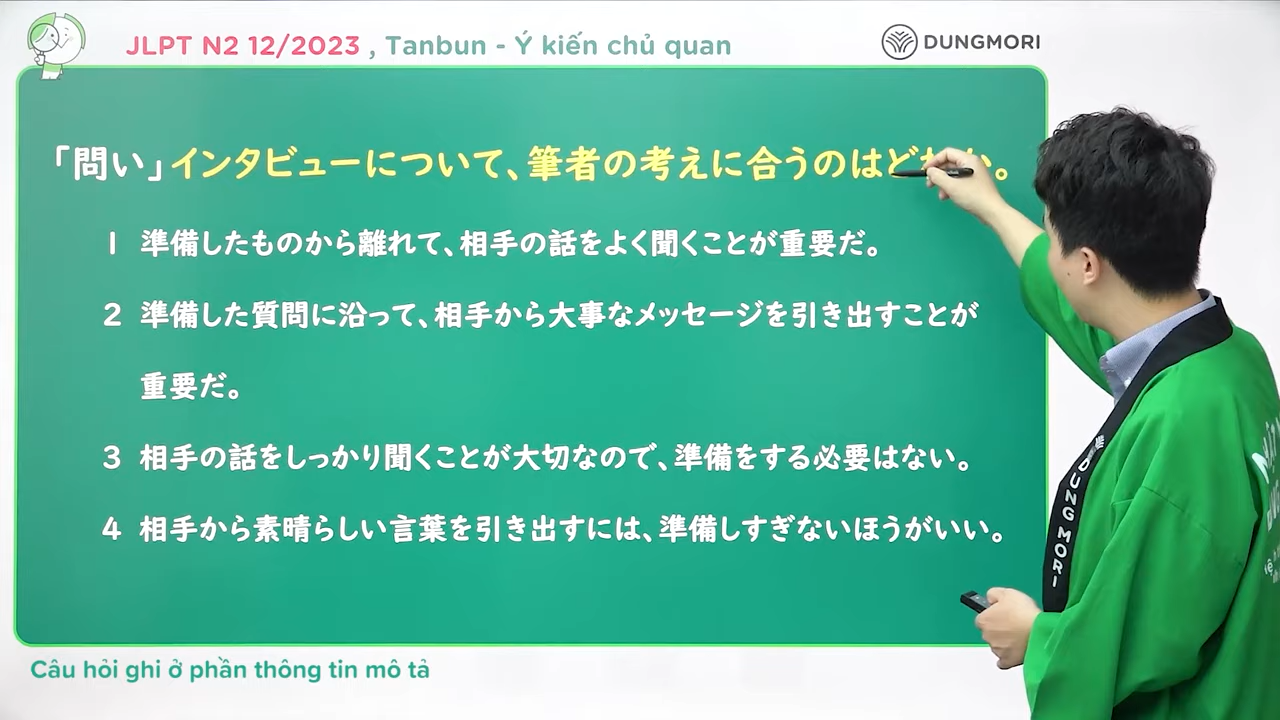 JLPT N2 12/2023 , Tanbun - Ý kiến chủ quan
DUNGMORI
「問い」インタビューについて、筆者の考えに合うのはど か。
1 準備したものから離れて、相手の話をよく聞くことが重要だ。
2 準備した質問に沿って、相手から大事なメッセージを引き出すことが
重要だ。
3 相手の話をしっかり聞くことが大切なので、準備をする必要はない。
4 相手から素晴らしい言葉を引き出すには、準備しすぎないほうがいい。
DUNGMORI
Câu hỏi ghi ở phần thông tin mô tả